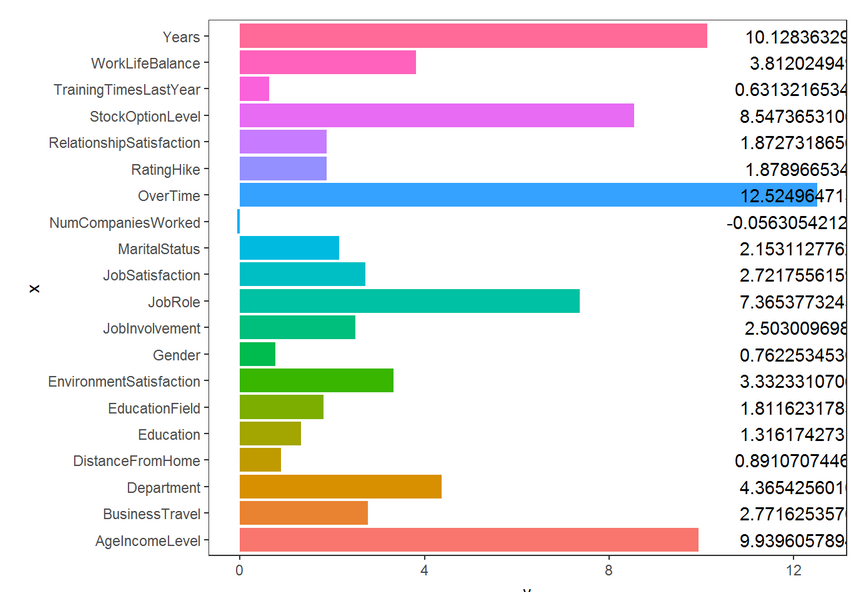 Years 10.12836329
WorkLifeBalance 3.812024949
TrainingTimesLastYear 0.6313216534
StockOptionLevel 8.547365310
RelationshipSatisfaction 1.872731865
RatingHike 1.878966534
OverTime 12.52496471
NumCompaniesWorked -0.0563054212
MaritalStatus 2.153112776
JobSatisfaction 2.721755615
JobRole 7.365377324
JobInvolvement 2.503009698
Gender 0.762253453
EnvironmentSatisfaction 3.332331070
EducationField 1.811623178
Education 1.316174273
DistanceFromHome 0.8910707446
Department 4.365425601
BusinessTravel 2.771625357
AgeIncomeLevel 9.939605789
x
0 4 8 12